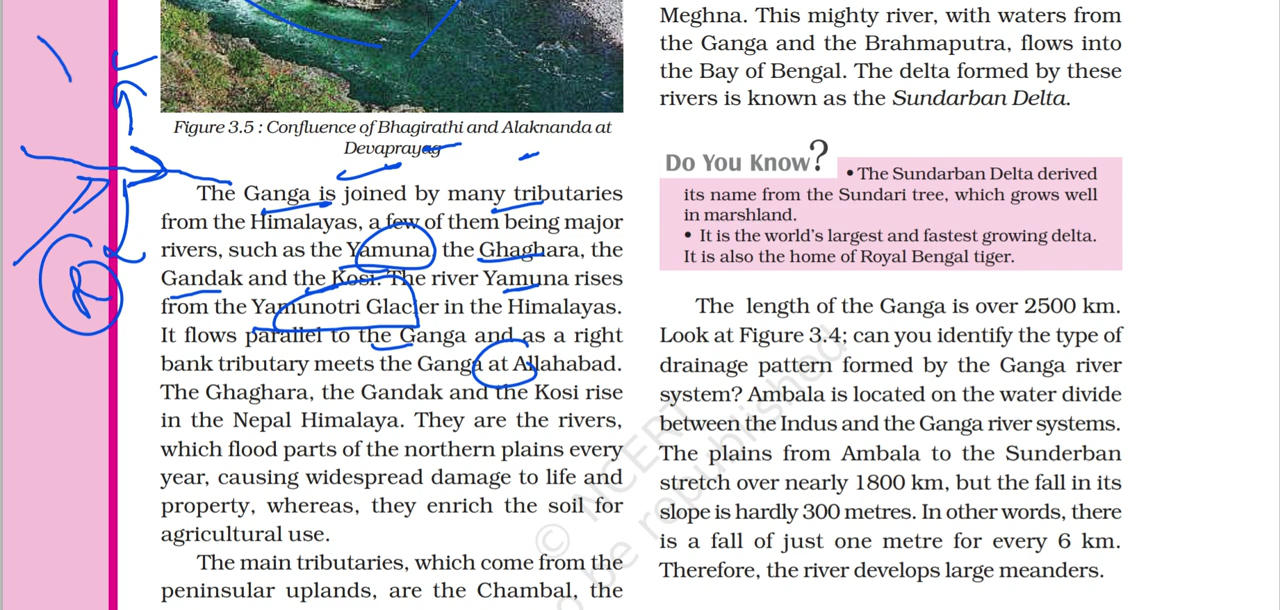 Figure 3.5 : Confluence of Bhagirathi and Alaknanda at
Devaprayag
The Ganga is joined by many tributaries
from the Himalayas, a few of them being major
rivers, such as the Yamuna, the Ghaghara, the
Gandak and the Kosi. The river Yamuna rises
from the Yamunotri Glacier in the Himalayas.
It flows parallel to the Ganga and as a right
bank tributary meets the Ganga at Allahabad.
The Ghaghara, the Gandak and the Kosi rise
in the Nepal Himalaya. They are the rivers,
which flood parts of the northern plains every
year, causing widespread damage to life and
property, whereas, they enrich the soil for
agricultural use.
The main tributaries, which come from the
peninsular uplands, are the Chambal, the
Meghna. This mighty river, with waters from
the Ganga and the Brahmaputra, flows into
the Bay of Bengal. The delta formed by these
rivers is known as the Sundarban Delta.
Do You Know?
• The Sundarban Delta derived
its name from the Sundari tree, which grows well
in marshland.
• It is the world's largest and fastest growing delta.
It is also the home of Royal Bengal tiger.
The length of the Ganga is over 2500 km.
Look at Figure 3.4; can you identify the type of
drainage pattern formed by the Ganga river
system? Ambala is located on the water divide
between the Indus and the Ganga river systems.
The plains from Ambala to the Sunderban
stretch over nearly 1800 km, but the fall in its
slope is hardly 300 metres. In other words, there
is a fall of just one metre for every 6 km.
Therefore, the river develops large meanders.
© NCERT
be republished